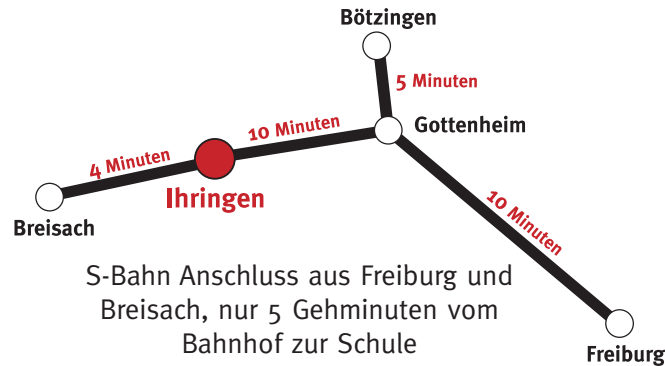 Bötzingen
5 Minuten
10 Minuten
Gottenheim
4 Minuten
Ihringen
Breisach
10 Minuten
S-Bahn Anschluss aus Freiburg und
Breisach, nur 5 Gehminuten vom
Bahnhof zur Schule
Freiburg